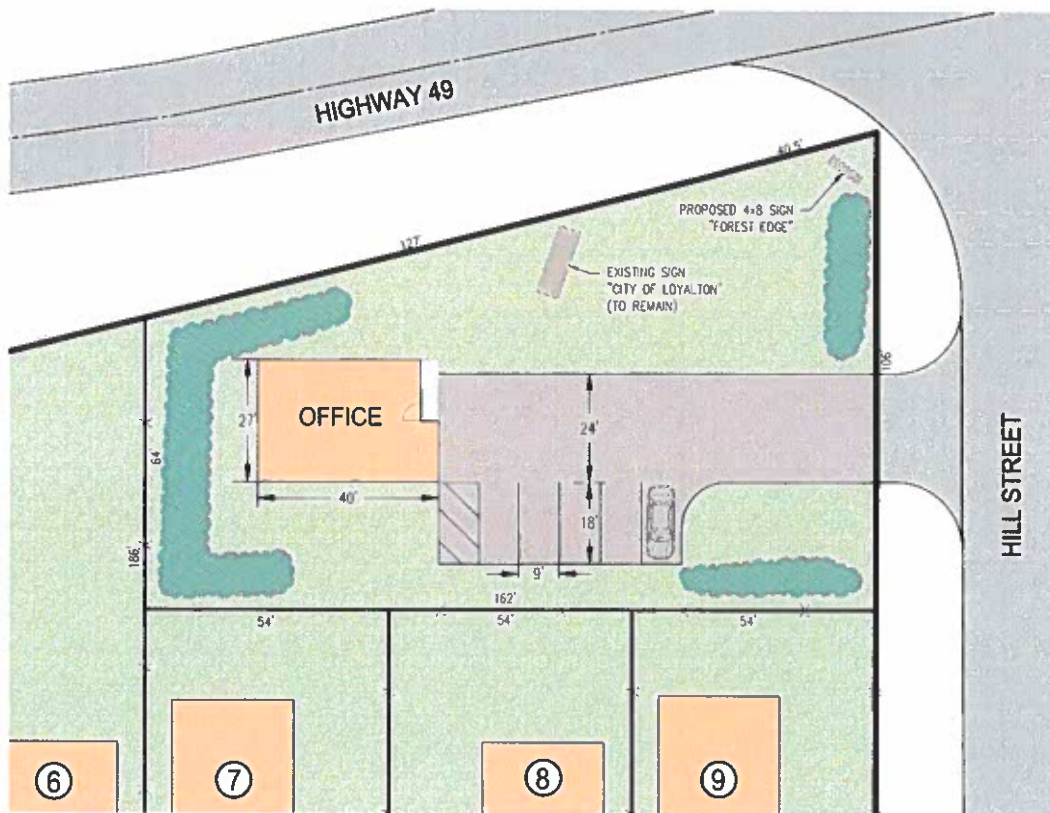 HIGHWAY 49
40.5'
PROPOSED 4x8 SIGN
"FOREST EDGE"
127'
EXISTING SIGN
"CITY OF LOYALTON"
(TO REMAIN)
106'
27'
OFFICE
24'
HILL STREET
64'
40'
18'
186'
9'
162'
54'
54'
54'
6
7
8
9